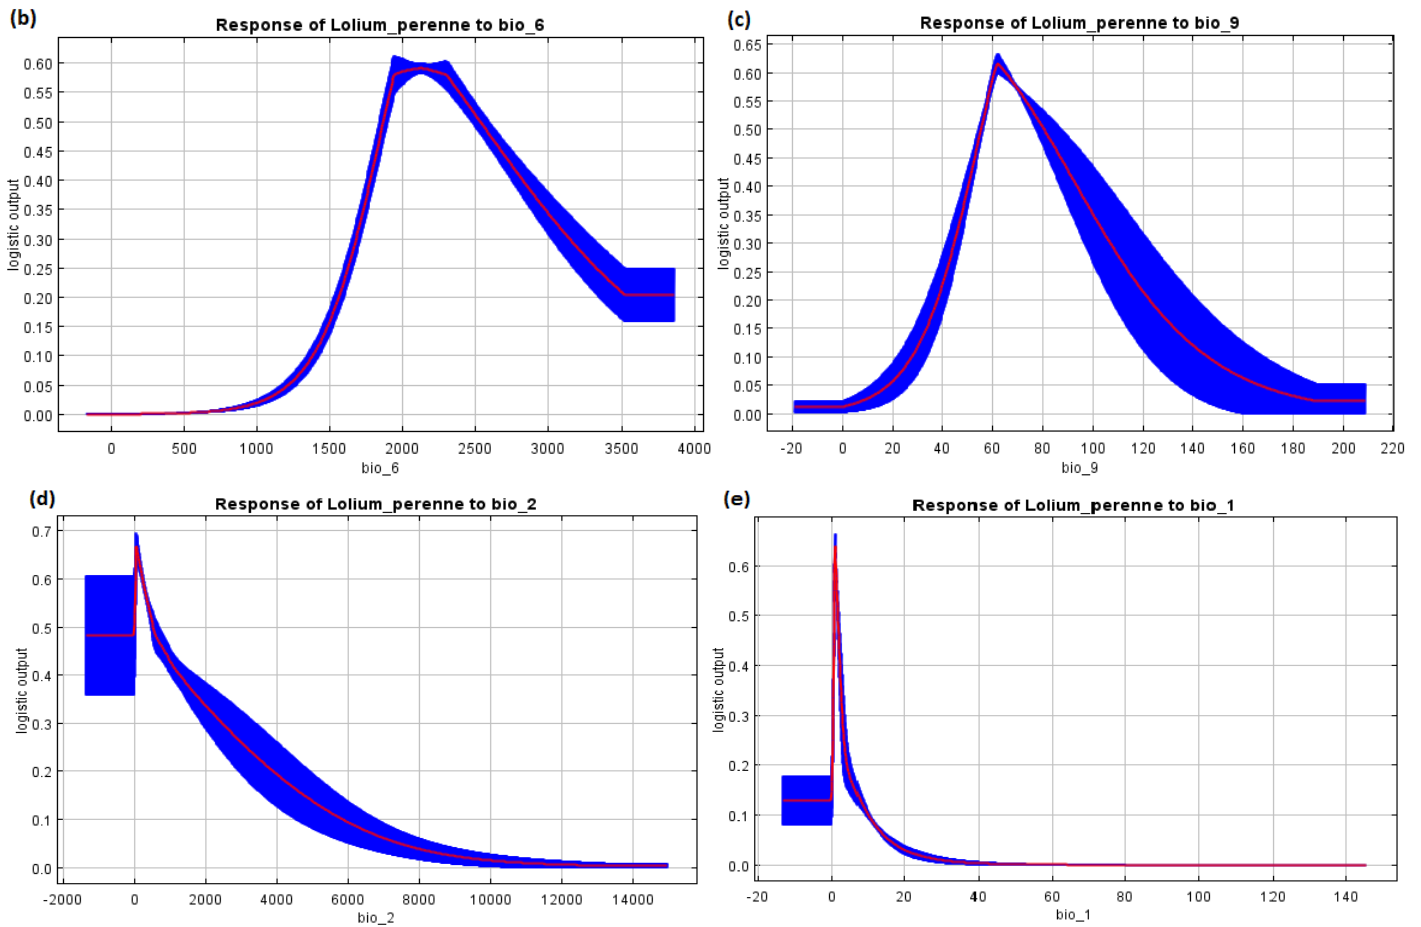 (b)
Response of Lolium_perenne to bio_6
logistic output
0.60
0.55
0.50
0.45
0.40
0.35
0.30
0.25
0.20
0.15
0.10
0.05
0.00
0 500 1000 1500 2000 2500 3000 3500 4000
bio_6
(c)
Response of Lolium_perenne to bio_9
logistic output
0.65
0.60
0.55
0.50
0.45
0.40
0.35
0.30
0.25
0.20
0.15
0.10
0.05
0.00
-20 0 20 40 60 80 100 120 140 160 180 200 220
bio_9
(d)
Response of Lolium_perenne to bio_2
logistic output
0.7
0.6
0.5
0.4
0.3
0.2
0.1
0.0
-2000 0 2000 4000 6000 8000 10000 12000 14000
bio_2
(e)
Response of Lolium_perenne to bio_1
logistic output
0.6
0.5
0.4
0.3
0.2
0.1
0.0
-20 0 20 40 60 80 100 120 140
bio_1